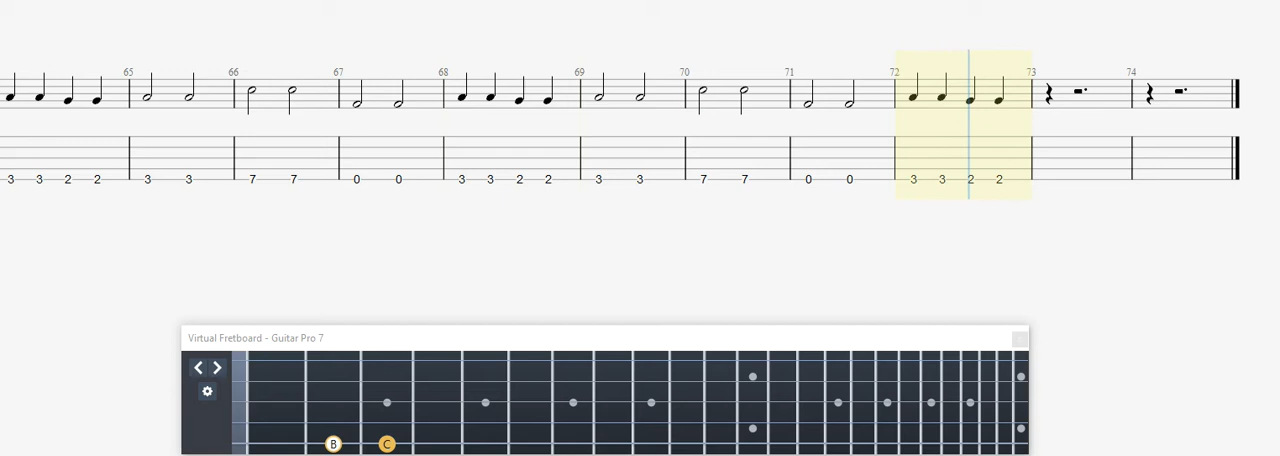 65 66 67 68 69 70 71 72 73 74
3 3 2 2 3 3 7 7 0 0 3 3 2 2 3 3 7 7 0 0 3 3 2 2
Virtual Fretboard - Guitar Pro 7
B C